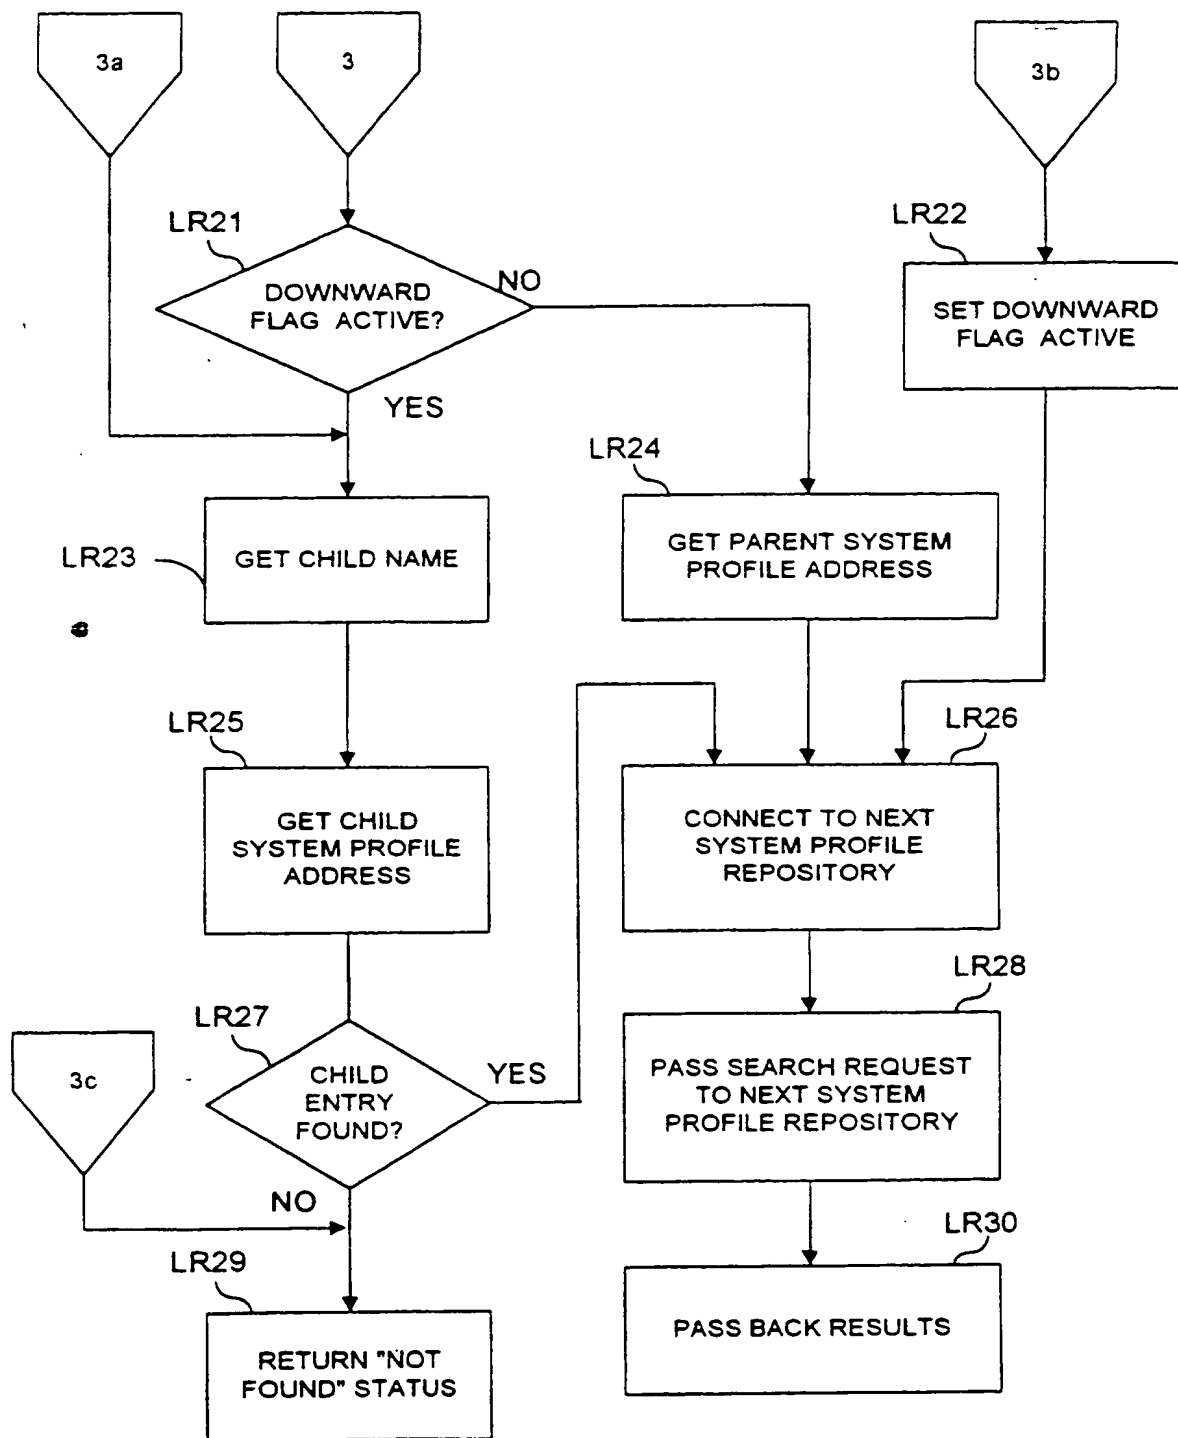 3a
3
3b
LR21
DOWNWARD
FLAG ACTIVE?
NO
YES
LR22
SET DOWNWARD
FLAG ACTIVE
LR23
GET CHILD NAME
LR24
GET PARENT SYSTEM
PROFILE ADDRESS
LR25
GET CHILD
SYSTEM PROFILE
ADDRESS
LR26
CONNECT TO NEXT
SYSTEM PROFILE
REPOSITORY
LR27
CHILD
ENTRY
FOUND?
YES
NO
3c
LR28
PASS SEARCH REQUEST
TO NEXT SYSTEM
PROFILE REPOSITORY
LR29
RETURN "NOT
FOUND" STATUS
LR30
PASS BACK RESULTS